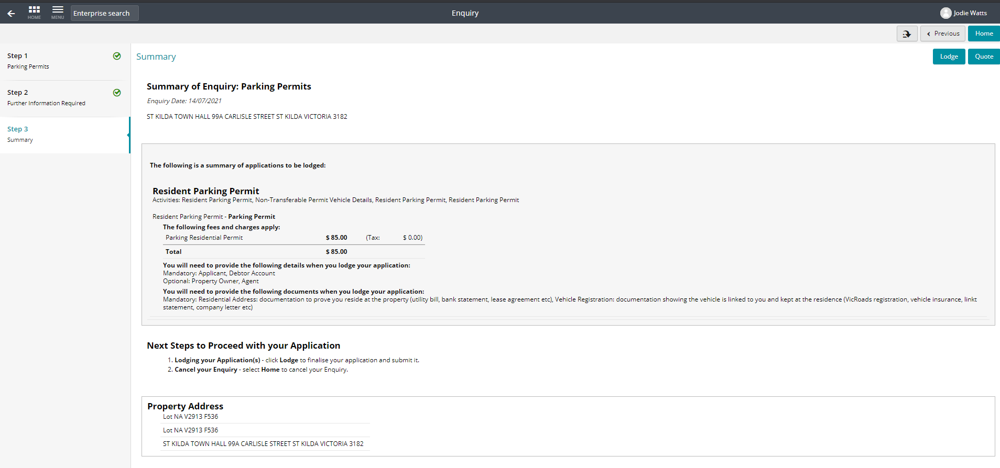 Enterprise search
Enquiry
Jodie Watts
HOME
MENU
Previous
Home
Step 1
Parking Permits
Step 2
Further Information Required
Step 3
Summary
Summary
Lodge
Quote
Summary of Enquiry: Parking Permits
Enquiry Date: 14/07/2021
ST KILDA TOWN HALL 99A CARLISLE STREET ST KILDA VICTORIA 3182
The following is a summary of applications to be lodged:
Resident Parking Permit
Activities: Resident Parking Permit, Non-Transferable Permit Vehicle Details, Resident Parking Permit, Resident Parking Permit
Resident Parking Permit - Parking Permit
The following fees and charges apply:
Parking Residential Permit $ 85.00 (Tax: $ 0.00)
Total $ 85.00
You will need to provide the following details when you lodge your application:
Mandatory: Applicant, Debtor Account
Optional: Property Owner, Agent
You will need to provide the following documents when you lodge your application:
Mandatory: Residential Address: documentation to prove you reside at the property (utility bill, bank statement, lease agreement etc), Vehicle Registration: documentation showing the vehicle is linked to you and kept at the residence (VicRoads registration, vehicle insurance, linkt
statement, company letter etc)
Next Steps to Proceed with your Application
1. Lodging your Application(s) - click Lodge to finalise your application and submit it.
2. Cancel your Enquiry - select Home to cancel your Enquiry.
Property Address
Lot NA V2913 F536
Lot NA V2913 F536
ST KILDA TOWN HALL 99A CARLISLE STREET ST KILDA VICTORIA 3182